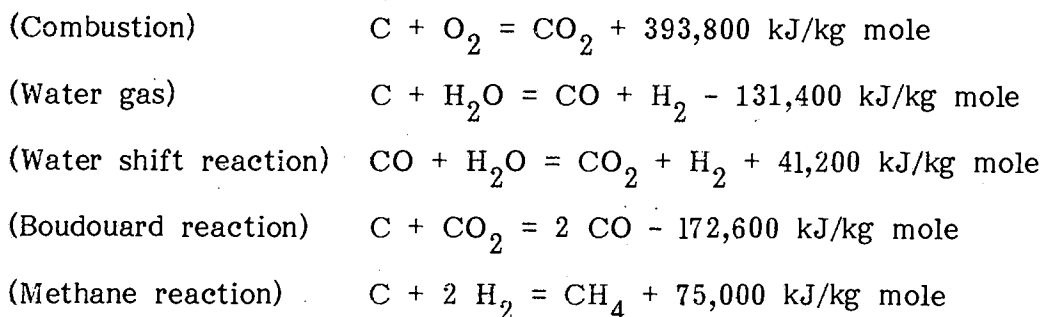 (Combustion) C + O₂ = CO₂ + 393,800 kJ/kg mole
(Water gas) C + H₂O = CO + H₂ - 131,400 kJ/kg mole
(Water shift reaction) CO + H₂O = CO₂ + H₂ + 41,200 kJ/kg mole
(Boudouard reaction) C + CO₂ = 2 CO - 172,600 kJ/kg mole
(Methane reaction) C + 2 H₂ = CH₄ + 75,000 kJ/kg mole